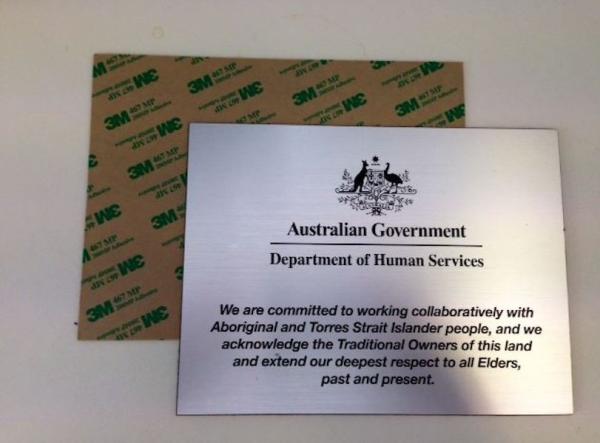 3M 467 MP
200MP Adhesive
Australian Government
Department of Human Services
We are committed to working collaboratively with
Aboriginal and Torres Strait Islander people, and we
acknowledge the Traditional Owners of this land
and extend our deepest respect to all Elders,
past and present.